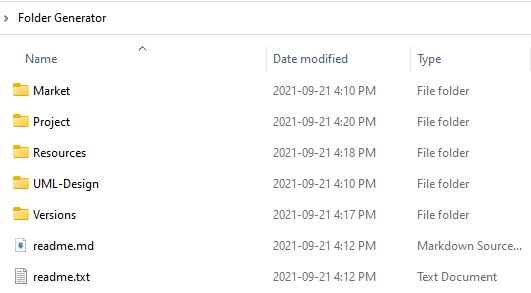 Folder Generator
Name Date modified Type
Market 2021-09-21 4:10 PM File folder
Project 2021-09-21 4:20 PM File folder
Resources 2021-09-21 4:18 PM File folder
UML-Design 2021-09-21 4:10 PM File folder
Versions 2021-09-21 4:17 PM File folder
readme.md 2021-09-21 4:12 PM Markdown Source...
readme.txt 2021-09-21 4:12 PM Text Document